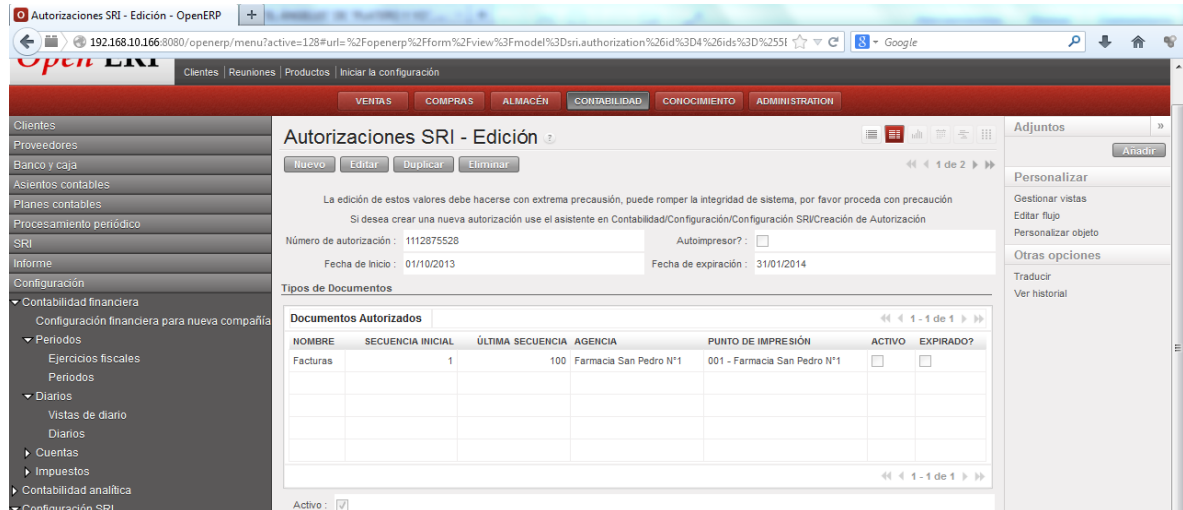 Autorizaciones SRI - Edición - OpenERP
192.168.10.166:8080/openerp/menu?active=128#url=%2Fopenerp%2Fform%2Fview%3Fmodel%3Dsri.authorization%26id%3D4%26ids%3D%255I
Google
Open ERP
Clientes | Reuniones | Productos | Iniciar la configuración
VENTAS COMPRAS ALMACÉN CONTABILIDAD CONOCIMIENTO ADMINISTRATION
Clientes
Proveedores
Banco y caja
Asientos contables
Planes contables
Procesamiento periódico
SRI
Informe
Configuración
Contabilidad financiera
Configuración financiera para nueva compañía
Periodos
Ejercicios fiscales
Periodos
Diarios
Vistas de diario
Diarios
Cuentas
Impuestos
Contabilidad analítica
Configuración SRI
Autorizaciones SRI - Edición ?
Nuevo Editar Duplicar Eliminar
1 de 2
La edición de estos valores debe hacerse con extrema precausión, puede romper la integridad de sistema, por favor proceda con precaución
Si desea crear una nueva autorización use el asistente en Contabilidad/Configuración/Configuración SRI/Creación de Autorización
Número de autorización : 1112875528 Autoimpresor? :
Fecha de Inicio : 01/10/2013 Fecha de expiración : 31/01/2014
Tipos de Documentos
Documentos Autorizados 1 - 1 de 1
NOMBRE SECUENCIA INICIAL ÚLTIMA SECUENCIA AGENCIA PUNTO DE IMPRESIÓN ACTIVO EXPIRADO?
Facturas 1 100 Farmacia San Pedro N°1 001 - Farmacia San Pedro N°1
1 - 1 de 1
Activo :
Adjuntos »
Añadir
Personalizar
Gestionar vistas
Editar flujo
Personalizar objeto
Otras opciones
Traducir
Ver historial